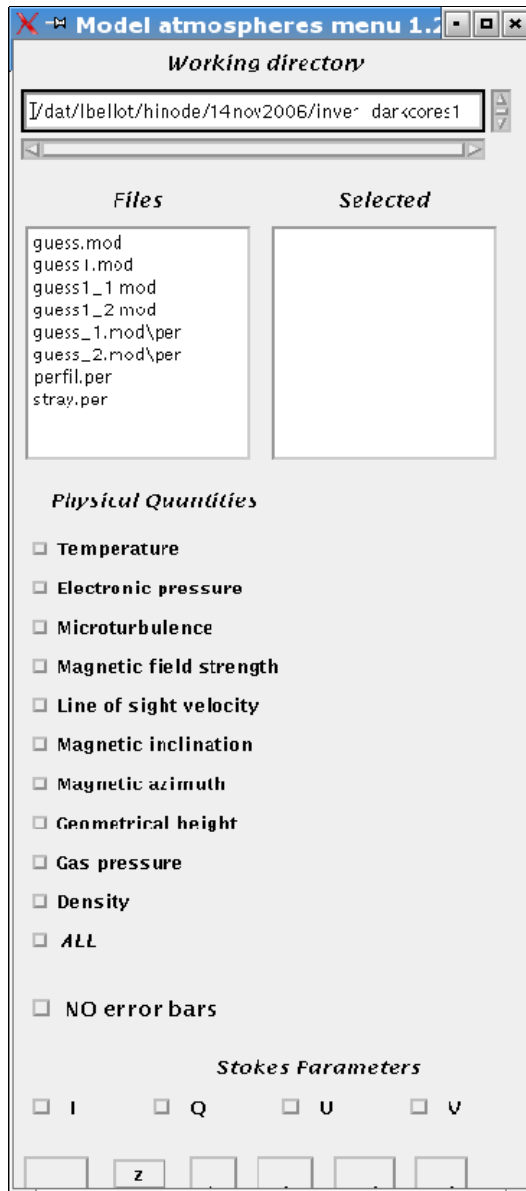 Model atmospheres menu 1.2
Working directory
/dat/lbellot/hinode/14nov2006/inver_darkcores1
Files Selected
guess.mod
guess1.mod
guess1_1 mod
guess1_2 mod
guess_1.mod\per
guess_2.mod\per
perfil.per
stray.per
Physical Quantities
Temperature
Electronic pressure
Microturbulence
Magnetic field strength
Line of sight velocity
Magnetic inclination
Magnetic azimuth
Geometrical height
Gas pressure
Density
ALL
NO error bars
Stokes Parameters
I Q U V
z